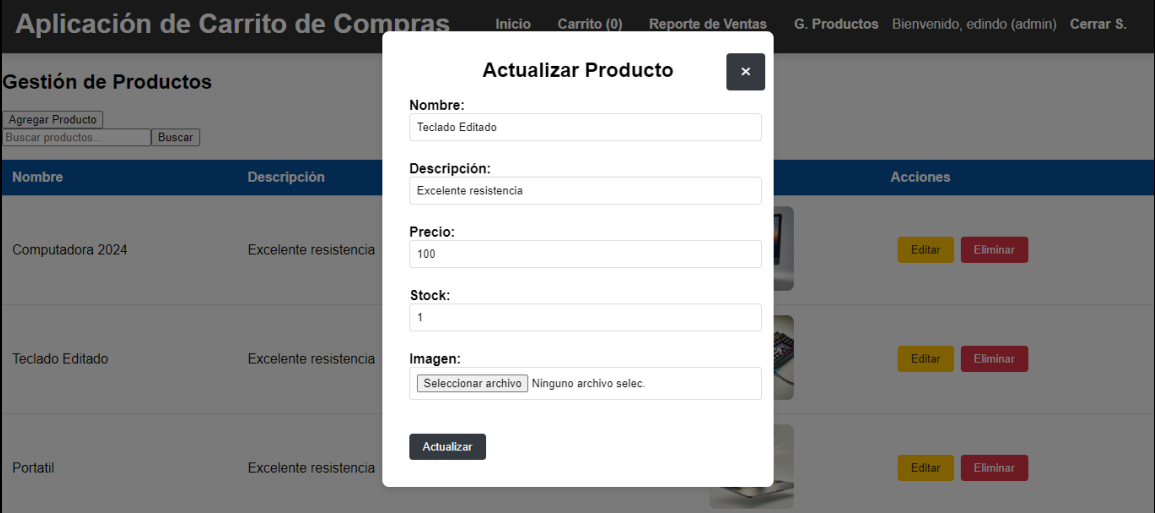 Aplicación de Carrito de Compras
Inicio Carrito (0) Reporte de Ventas G. Productos Bienvenido, edindo (admin) Cerrar S.
Gestión de Productos
Agregar Producto
Buscar productos... Buscar
Nombre Descripción Acciones
Computadora 2024 Excelente resistencia Editar Eliminar
Teclado Editado Excelente resistencia Editar Eliminar
Portatil Excelente resistencia Editar Eliminar
Actualizar Producto ×
Nombre:
Teclado Editado
Descripción:
Excelente resistencia
Precio:
100
Stock:
1
Imagen:
Seleccionar archivo Ninguno archivo selec.
Actualizar